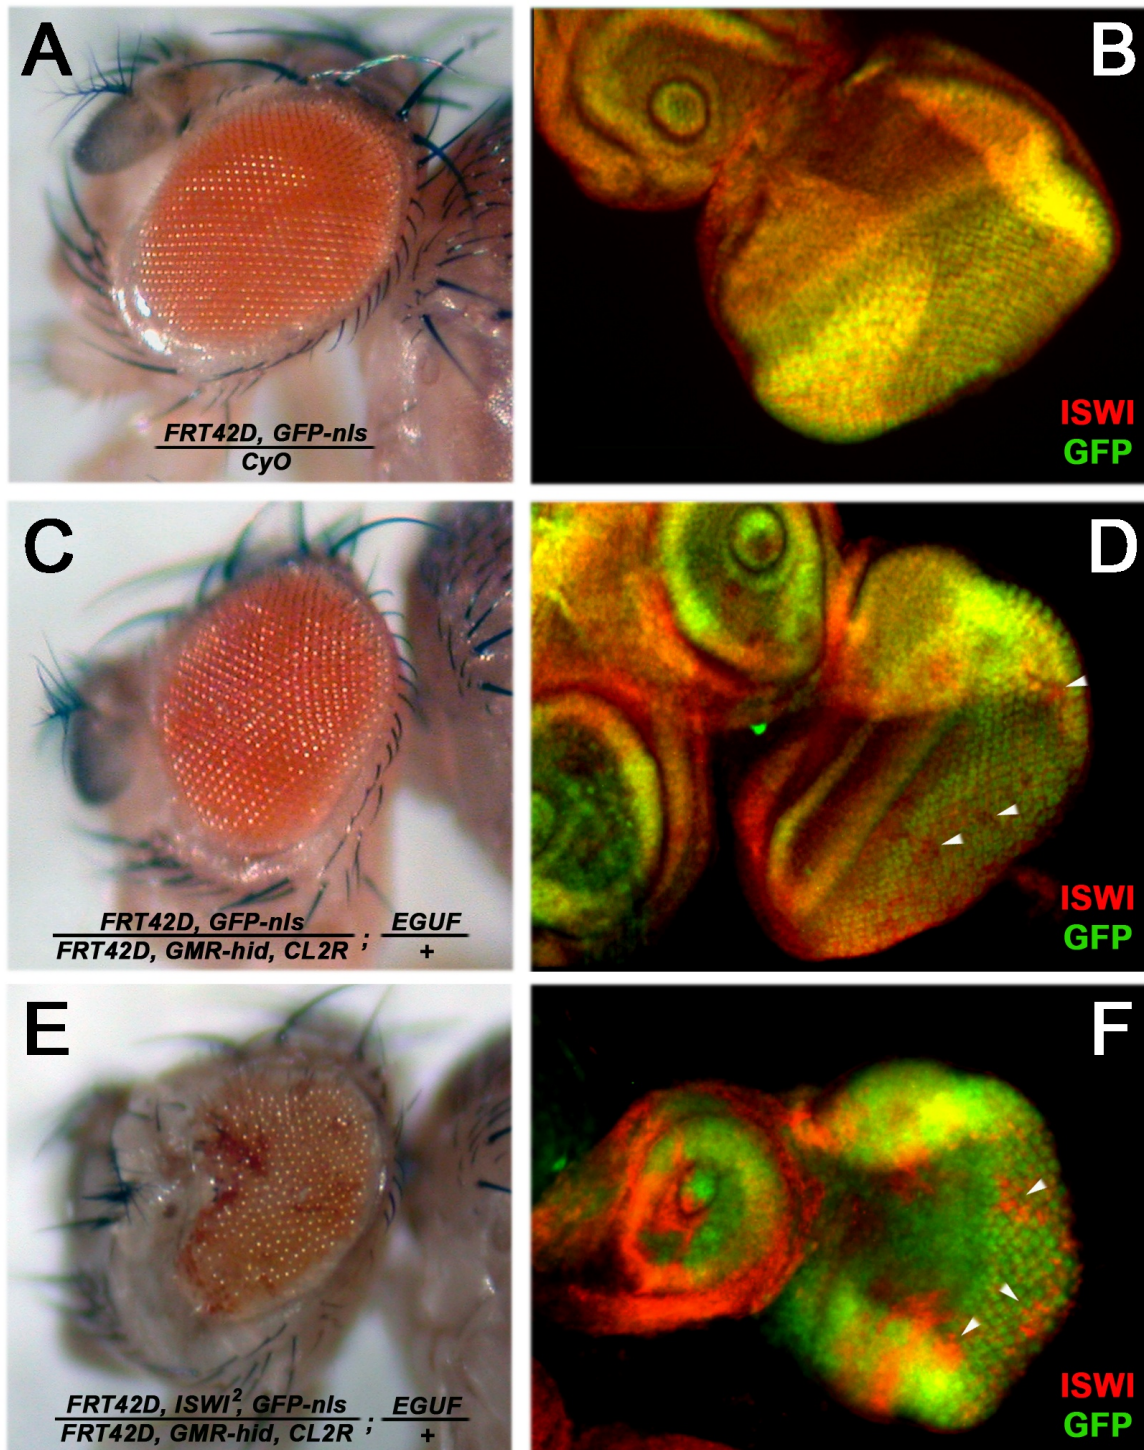 A
B
FRT42D, GFP-nls
CyO
ISWI
GFP
C
D
FRT42D, GFP-nls
FRT42D, GMR-hid, CL2R ; EGUF
+
ISWI
GFP
E
F
FRT42D, ISWI², GFP-nls
FRT42D, GMR-hid, CL2R ; EGUF
+
ISWI
GFP